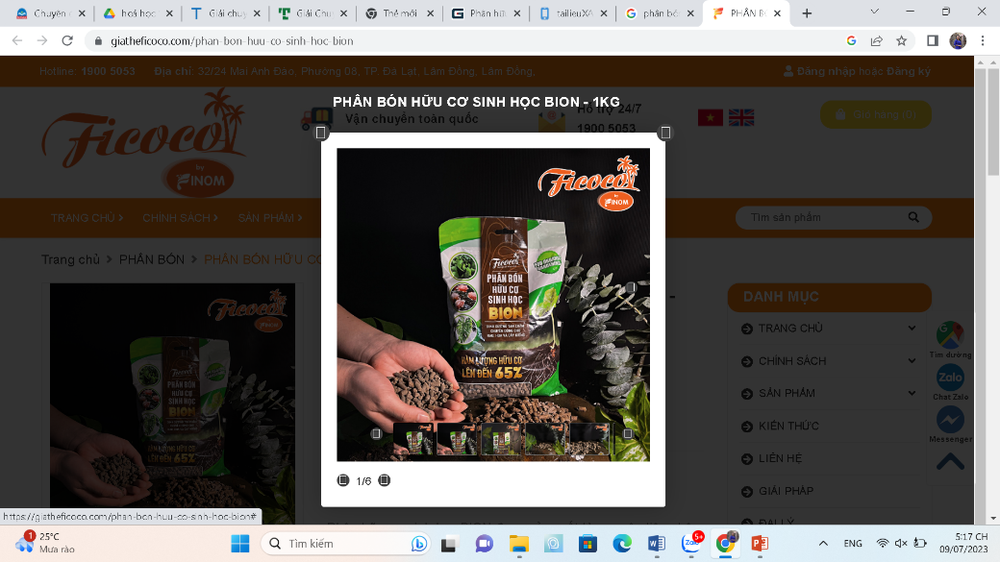 Chuyên
hoá học
Giải chuy
Giải Chu
Thẻ mới
Phân hữu
tailieuXA
phân bó
PHÂN B
giatheficoco.com/phan-bon-huu-co-sinh-hoc-bion
Hotline: 1900 5053
Địa chỉ: 32/24 Mai Anh Đào, Phường 08, TP. Đà Lạt, Lâm Đồng, Lâm Đồng,
Đăng nhập hoặc Đăng ký
PHÂN BÓN HỮU CƠ SINH HỌC BION - 1KG
Ficoco
by FINOM
Vận chuyển toàn quốc
Hỗ trợ 24/7
1900 5053
Giỏ hàng (0)
TRANG CHỦ
CHÍNH SÁCH
SẢN PHẨM
Tìm sản phẩm
Trang chủ > PHÂN BÓN > PHÂN BÓN HỮU CƠ
Ficoco
by FINOM
Ficoco
PHÂN BÓN
HỮU CƠ
SINH HỌC
BION
HÀM LƯỢNG HỮU CƠ
LÊN ĐẾN 65%
1/6
Ficoco
PHÂN BÓN
HỮU CƠ
SINH HỌC
BION
HÀM LƯỢNG HỮU CƠ
LÊN ĐẾN 65%
DANH MỤC
TRANG CHỦ
CHÍNH SÁCH
SẢN PHẨM
KIẾN THỨC
LIÊN HỆ
GIẢI PHÁP
ĐẠI LÝ
Tìm đường
Zalo
Chat Zalo
Messenger
https://giatheficoco.com/phan-bon-huu-co-sinh-hoc-bion#
1
25°C
Mưa rào
Tìm kiếm
5+
Zalo
ENG
5:17 CH
09/07/2023